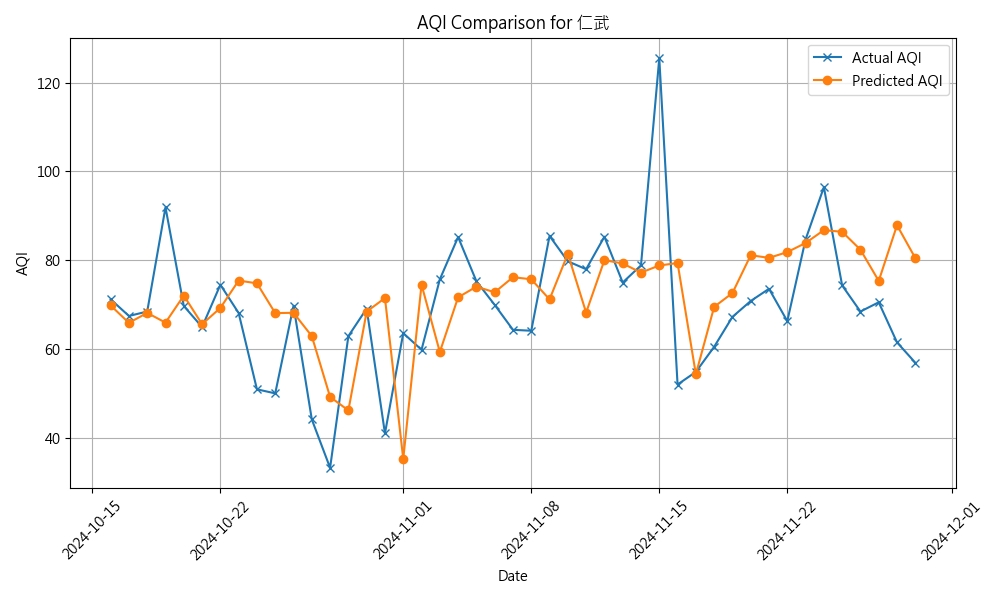 AQI Comparison for 仁武
Actual AQI
Predicted AQI
AQI
120
100
80
60
40
2024-10-15
2024-10-22
2024-11-01
2024-11-08
2024-11-15
2024-11-22
2024-12-01
Date